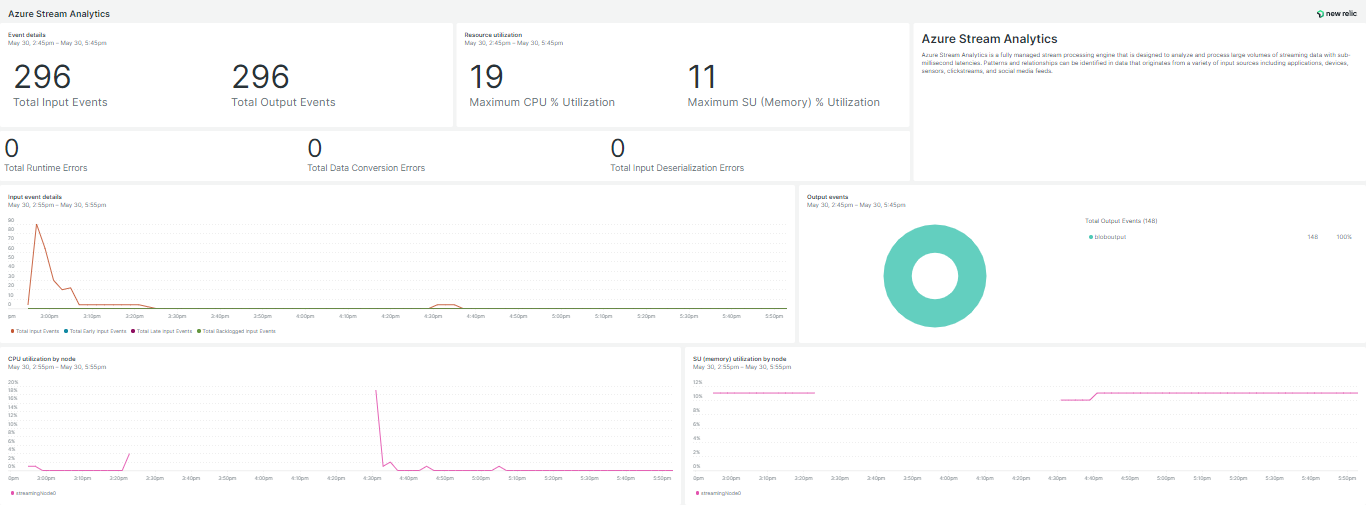 Azure Stream Analytics
new relic
Event details
May 30, 2:45pm – May 30, 5:45pm
296
Total Input Events
296
Total Output Events
Resource utilization
May 30, 2:45pm – May 30, 5:45pm
19
Maximum CPU % Utilization
11
Maximum SU (Memory) % Utilization
Azure Stream Analytics
Azure Stream Analytics is a fully managed stream processing engine that is designed to analyze and process large volumes of streaming data with sub-
millisecond latencies. Patterns and relationships can be identified in data that originates from a variety of input sources including applications, devices,
sensors, clickstreams, and social media feeds.
0
Total Runtime Errors
0
Total Data Conversion Errors
0
Total Input Deserialization Errors
Input event details
May 30, 2:55pm – May 30, 5:55pm
90
80
70
60
50
40
30
20
10
0
pm 3:00pm 3:10pm 3:20pm 3:30pm 3:40pm 3:50pm 4:00pm 4:10pm 4:20pm 4:30pm 4:40pm 4:50pm 5:00pm 5:10pm 5:20pm 5:30pm 5:40pm 5:50pm
Total Input Events Total Early Input Events Total Late Input Events Total Backlogged Input Events
Output events
May 30, 2:45pm – May 30, 5:45pm
Total Output Events (148)
bloboutput 148 100%
CPU utilization by node
May 30, 2:55pm – May 30, 5:55pm
20%
18%
16%
14%
12%
10%
8%
6%
4%
2%
0%
0pm 3:00pm 3:10pm 3:20pm 3:30pm 3:40pm 3:50pm 4:00pm 4:10pm 4:20pm 4:30pm 4:40pm 4:50pm 5:00pm 5:10pm 5:20pm 5:30pm 5:40pm 5:50pm
streamingNode0
SU (memory) utilization by node
May 30, 2:55pm – May 30, 5:55pm
12%
10%
8%
6%
4%
2%
0%
0pm 3:00pm 3:10pm 3:20pm 3:30pm 3:40pm 3:50pm 4:00pm 4:10pm 4:20pm 4:30pm 4:40pm 4:50pm 5:00pm 5:10pm 5:20pm 5:30pm 5:40pm 5:50pm
streamingNode0